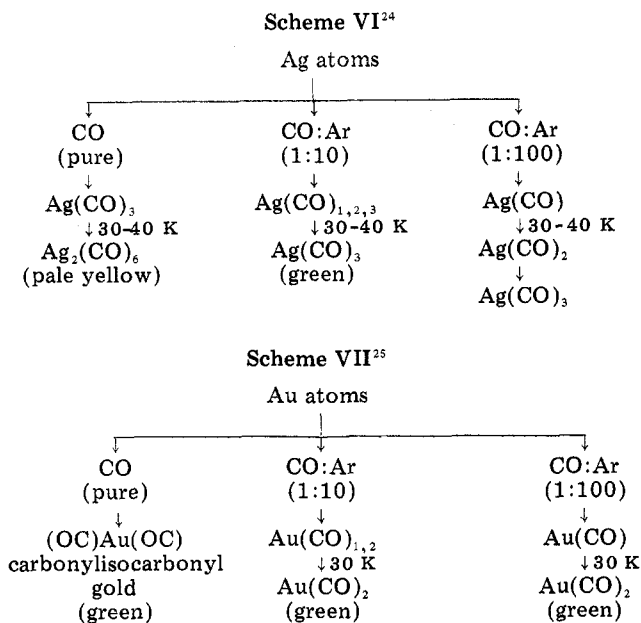 Scheme VI²⁴
Ag atoms
CO CO:Ar CO:Ar
(pure) (1:10) (1:100)
↓ ↓ ↓
Ag(CO)₃ Ag(CO)₁,₂,₃ Ag(CO)
↓30-40 K ↓30-40 K ↓30-40 K
Ag₂(CO)₆ Ag(CO)₃ Ag(CO)₂
(pale yellow) (green) ↓
Ag(CO)₃
Scheme VII²⁵
Au atoms
CO CO:Ar CO:Ar
(pure) (1:10) (1:100)
↓ ↓ ↓
(OC)Au(OC) Au(CO)₁,₂ Au(CO)
carbonylisocarbonyl ↓30 K ↓30 K
gold Au(CO)₂ Au(CO)₂
(green) (green) (green)